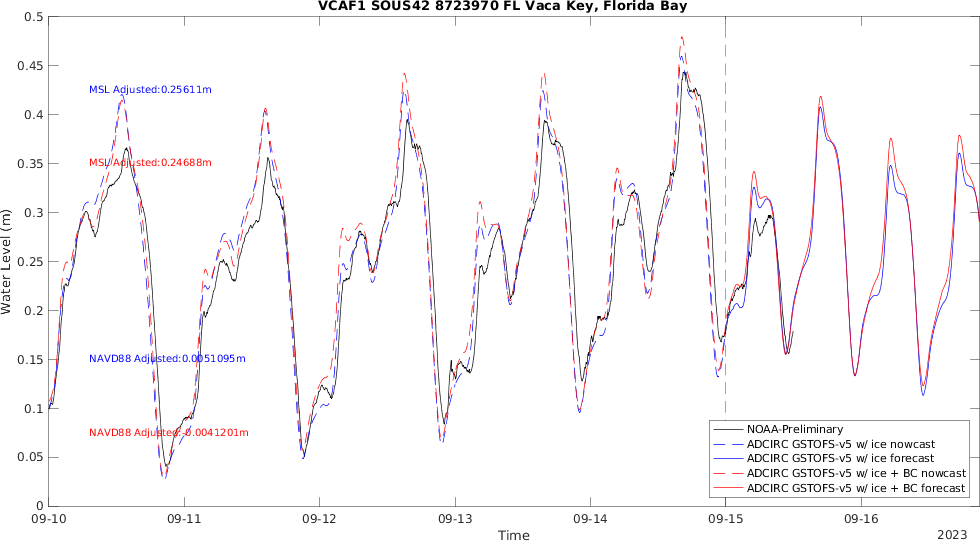 VCAF1 SOUS42 8723970 FL Vaca Key, Florida Bay
0.5
0.45
0.4
0.35
0.3
0.25
0.2
0.15
0.1
0.05
0
Water Level (m)
MSL Adjusted:0.25611m
MSL Adjusted:0.24688m
NAVD88 Adjusted:0.0051095m
NAVD88 Adjusted:-0.0041201m
NOAA-Preliminary
ADCIRC GSTOFS-v5 w/ ice nowcast
ADCIRC GSTOFS-v5 w/ ice forecast
ADCIRC GSTOFS-v5 w/ ice + BC nowcast
ADCIRC GSTOFS-v5 w/ ice + BC forecast
09-10 09-11 09-12 09-13 09-14 09-15 09-16
Time
2023